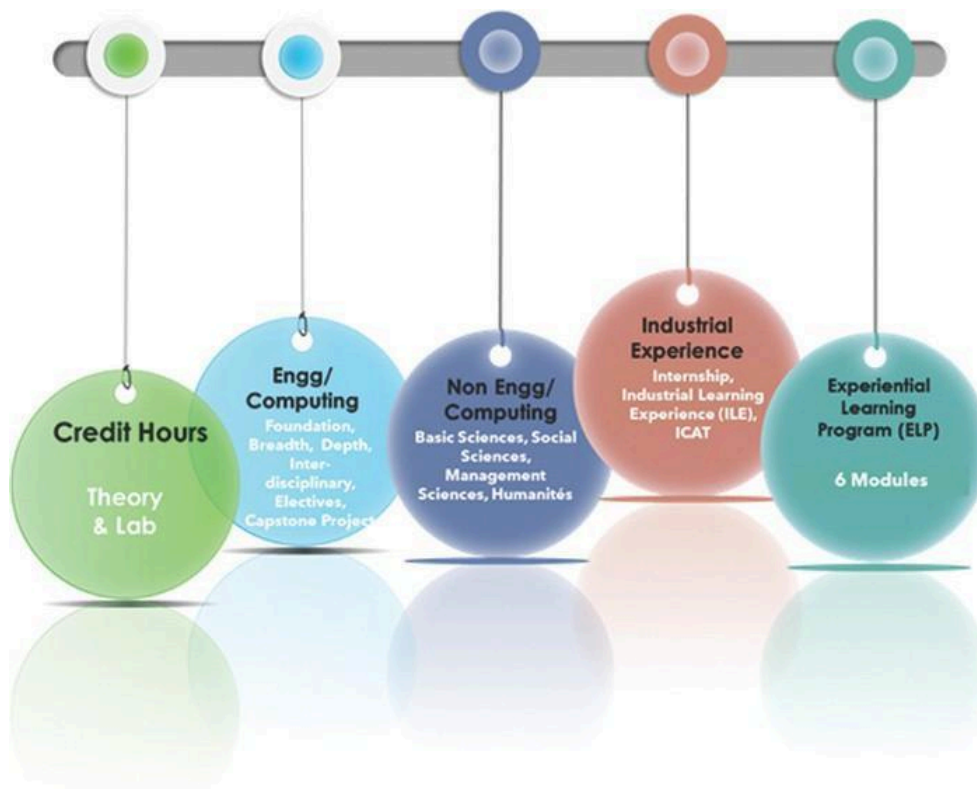 Credit Hours
Theory
& Lab
Engg/
Computing
Foundation,
Breadth, Depth,
Inter-
disciplinary,
Electives,
Capstone Project
Non Engg/
Computing
Basic Sciences, Social
Sciences,
Management
Sciences, Humanités
Industrial
Experience
Internship,
Industrial Learning
Experience (ILE),
ICAT
Experiential
Learning
Program (ELP)
6 Modules